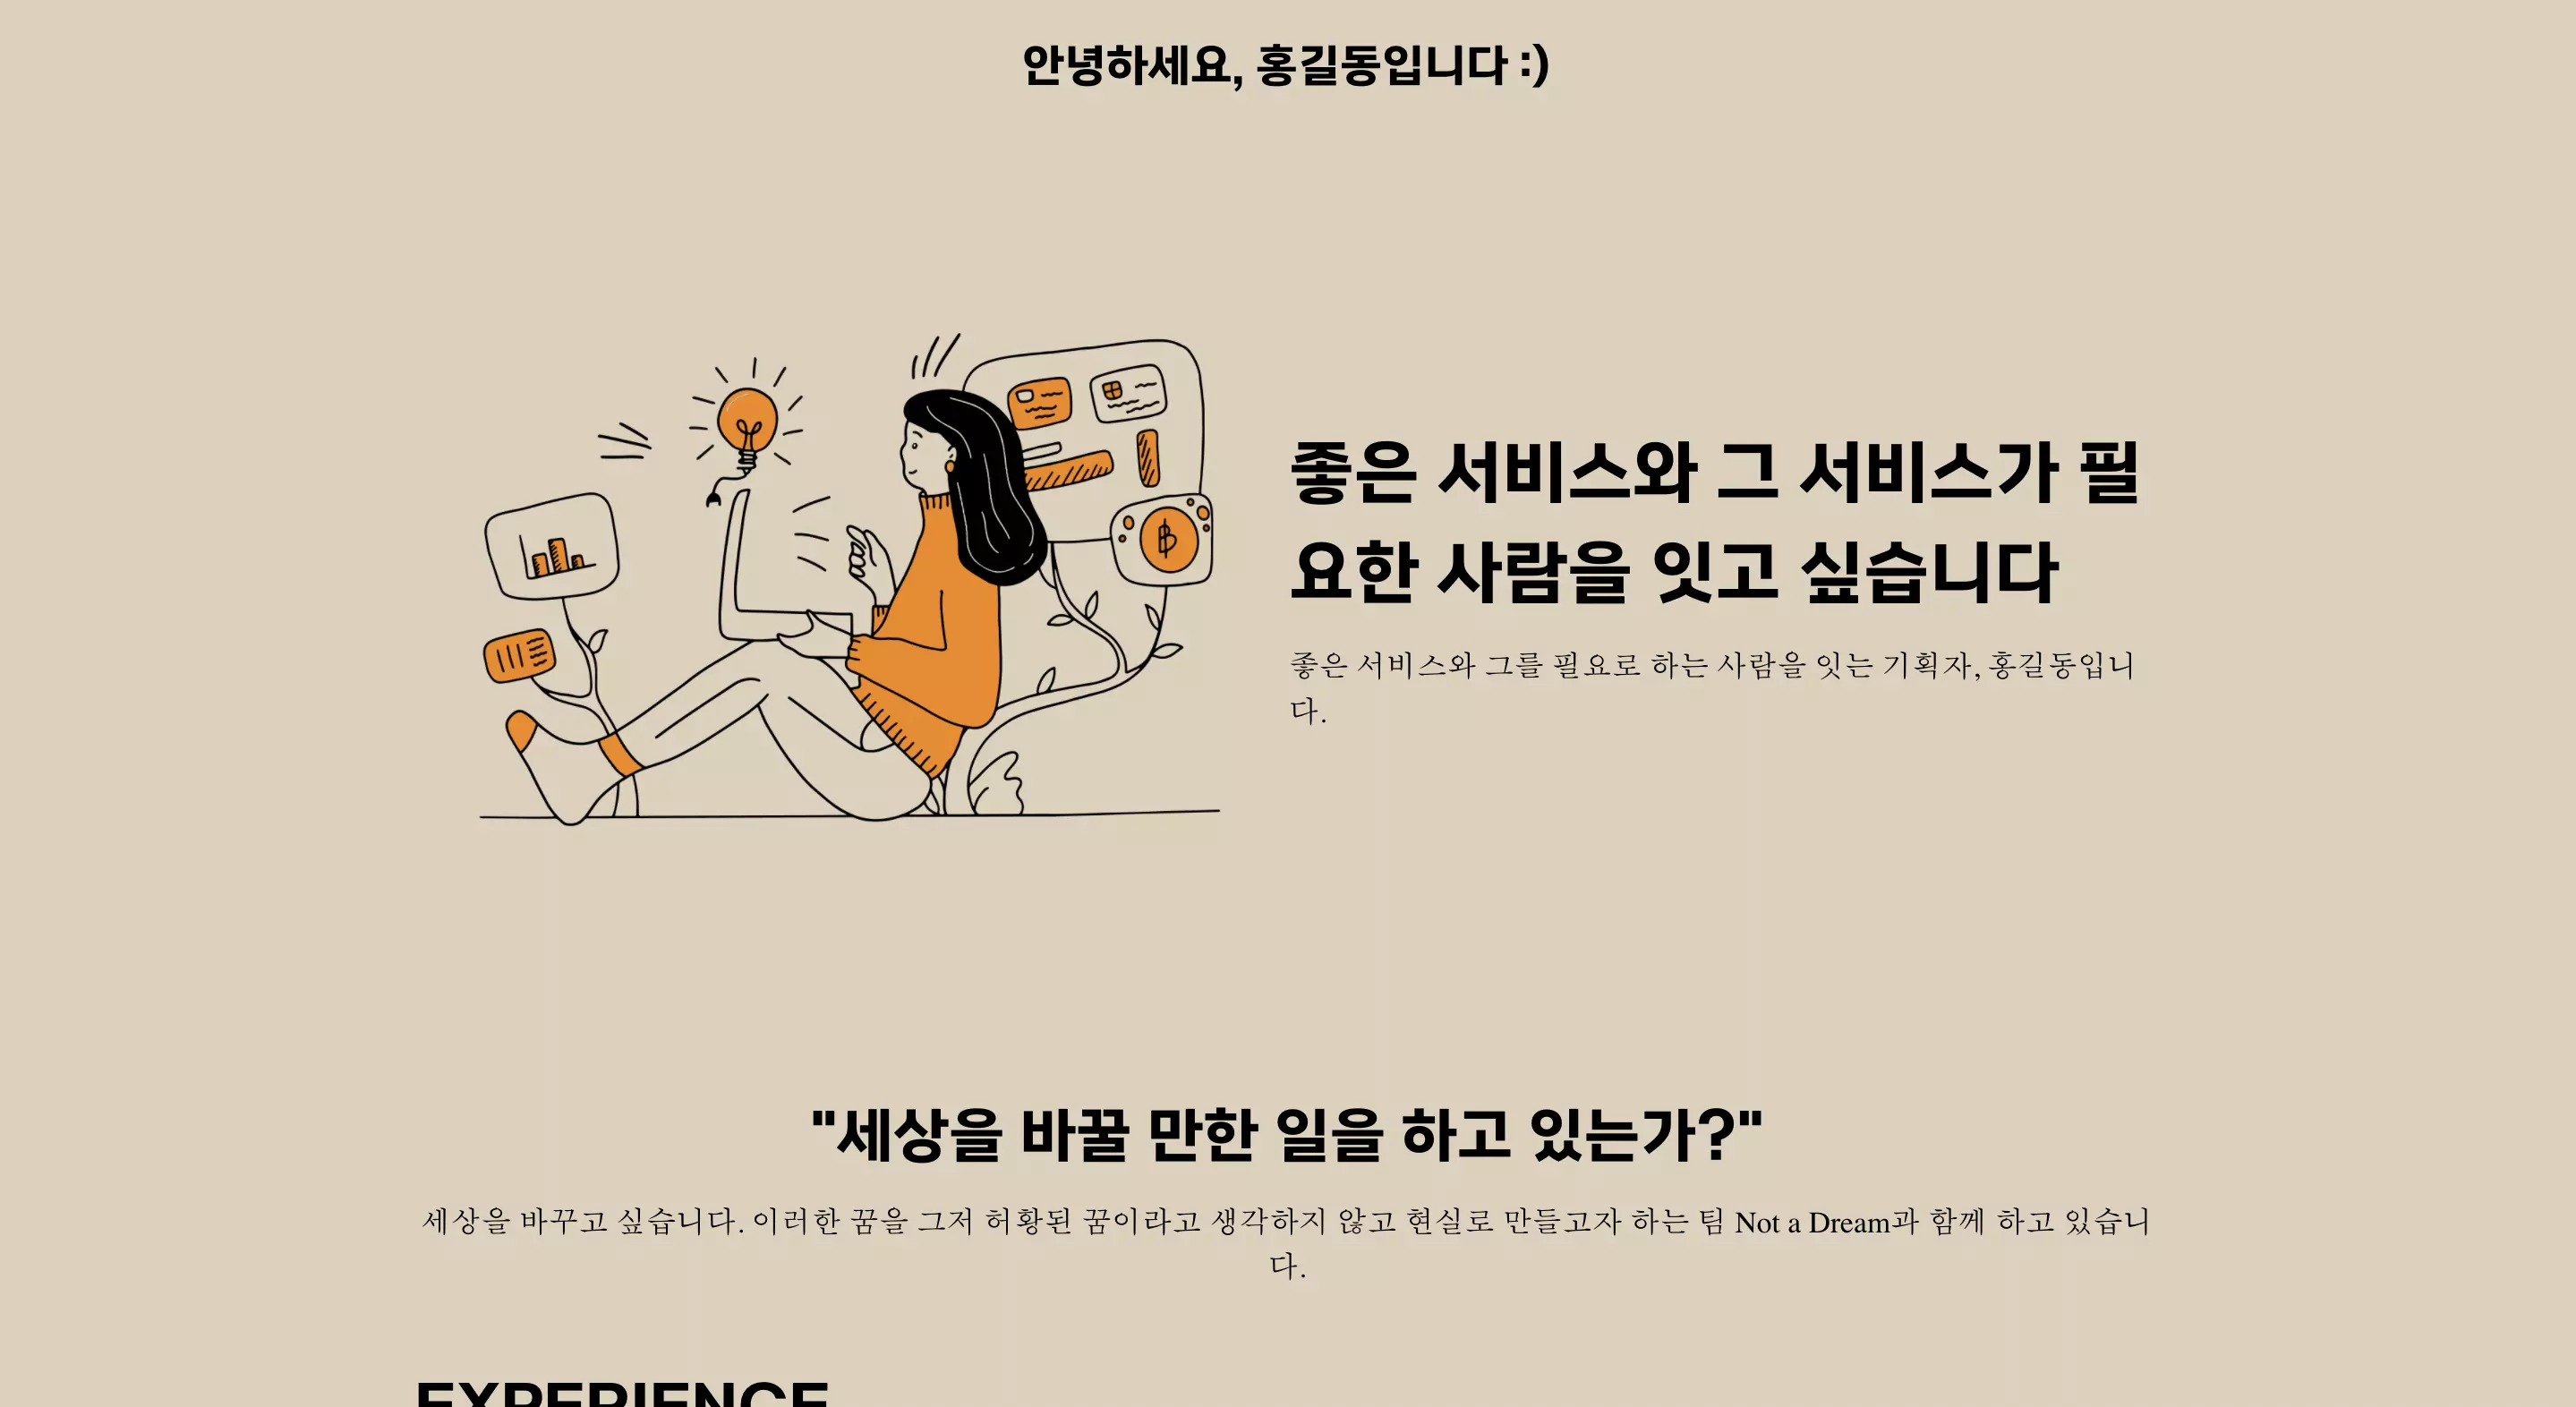 안녕하세요, 홍길동입니다 :)
좋은 서비스와 그 서비스가 필
요한 사람을 잇고 싶습니다
좋은 서비스와 그를 필요로 하는 사람을 잇는 기획자, 홍길동입니
다.
"세상을 바꿀 만한 일을 하고 있는가?"
세상을 바꾸고 싶습니다. 이러한 꿈을 그저 허황된 꿈이라고 생각하지 않고 현실로 만들고자 하는 팀 Not a Dream과 함께 하고 있습니
다.
EXPERIENCE